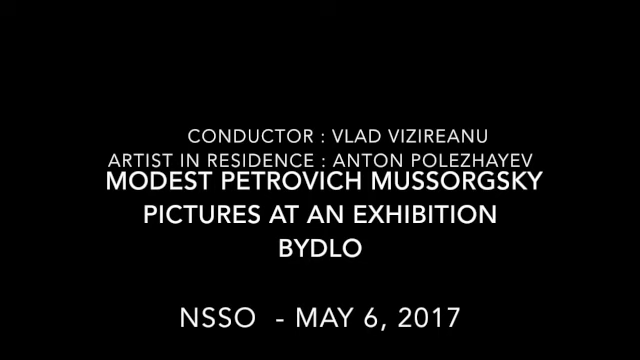 CONDUCTOR : VLAD VIZIREANU
ARTIST IN RESIDENCE : ANTON POLEZHAYEV
MODEST PETROVICH MUSSORGSKY
PICTURES AT AN EXHIBITION
BYDLO
NSSO - MAY 6, 2017